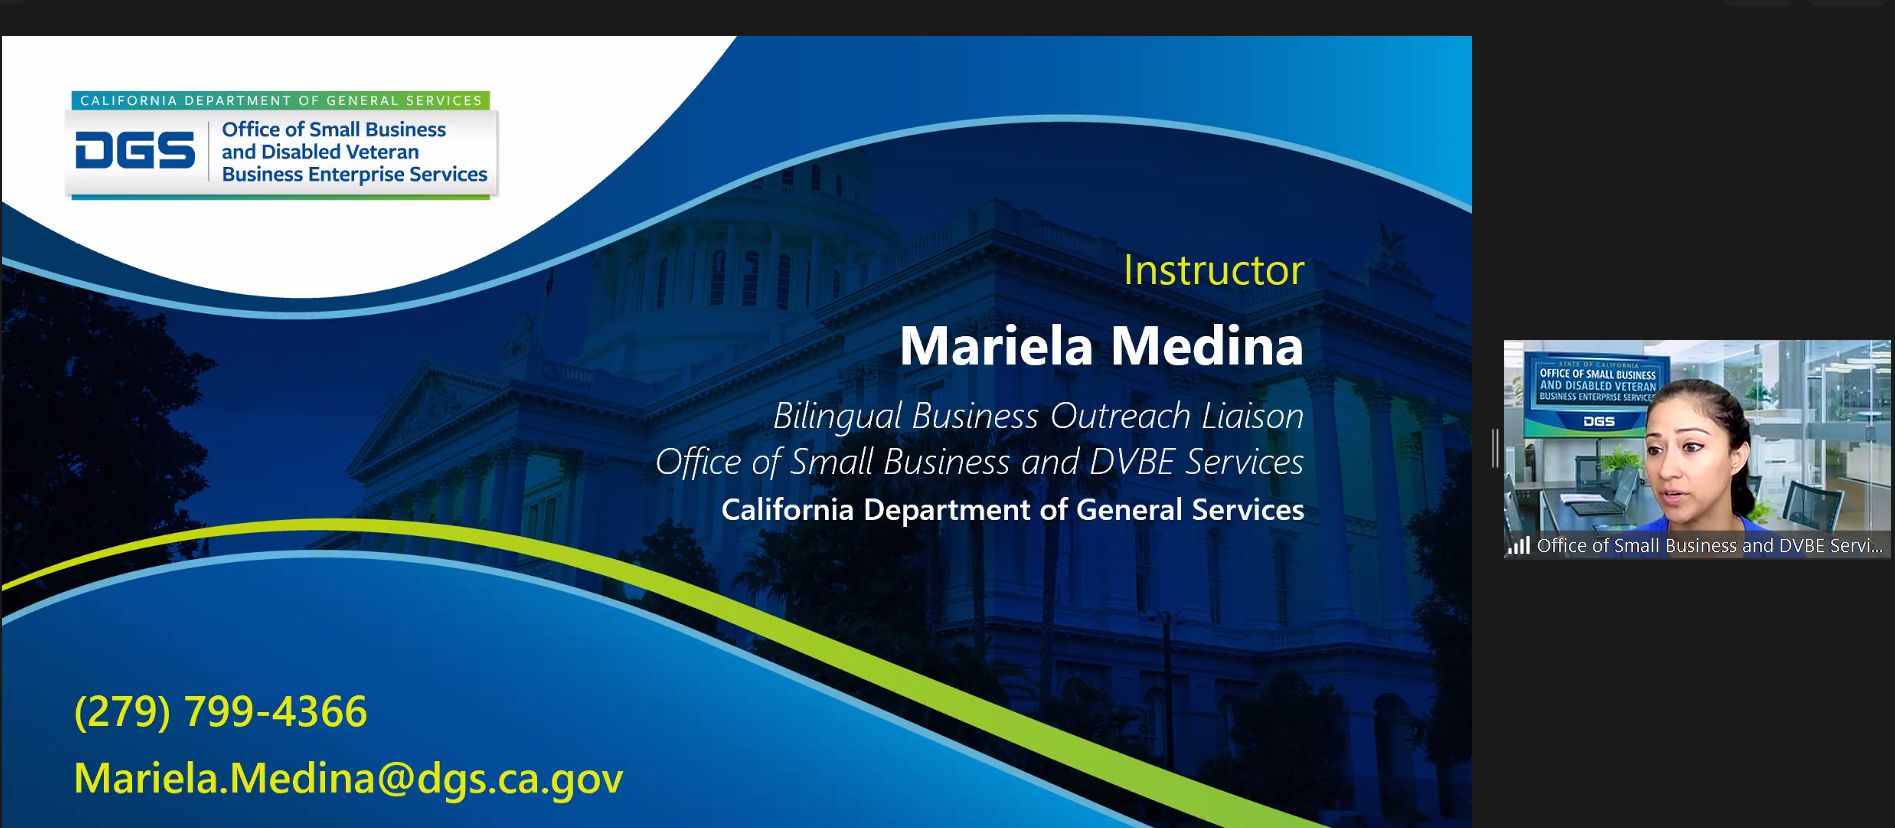 CALIFORNIA DEPARTMENT OF GENERAL SERVICES
DGS
Office of Small Business
and Disabled Veteran
Business Enterprise Services
Instructor
Mariela Medina
Bilingual Business Outreach Liaison
Office of Small Business and DVBE Services
California Department of General Services
(279) 799-4366
Mariela.Medina@dgs.ca.gov
STATE OF CALIFORNIA
OFFICE OF SMALL BUSINESS
AND DISABLED VETERAN
BUSINESS ENTERPRISE SERVICES
DGS
Office of Small Business and DVBE Servi...